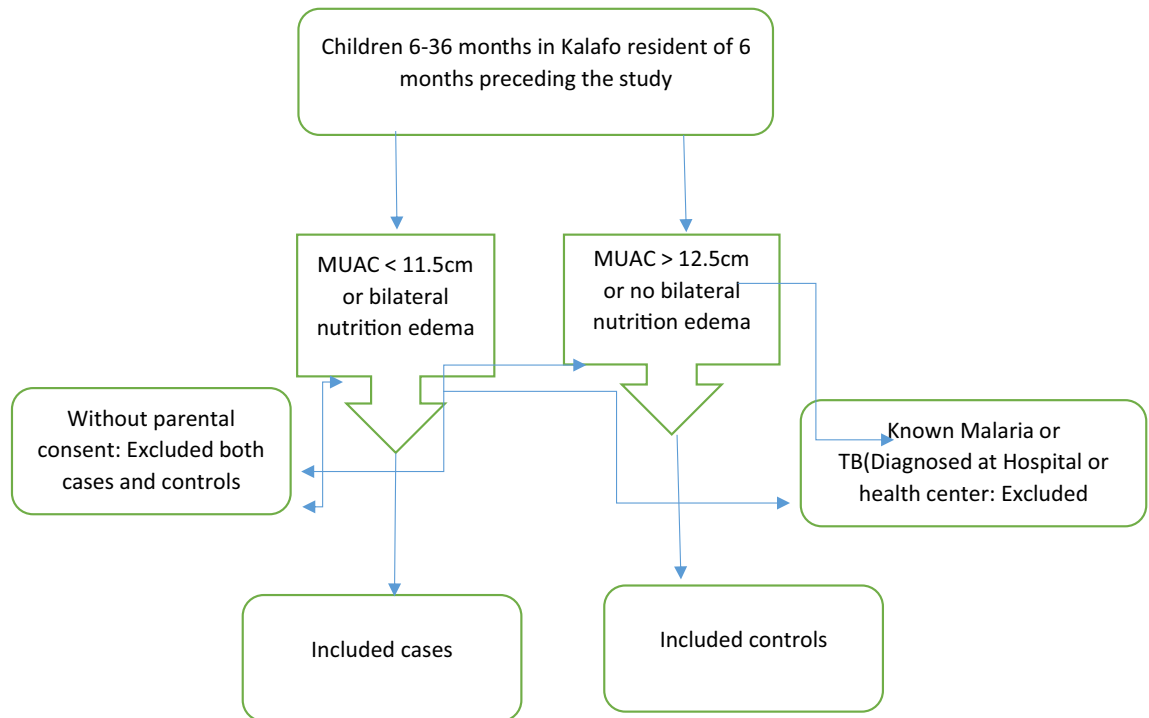 Children 6-36 months in Kalafo resident of 6
months preceding the study
MUAC < 11.5cm
or bilateral
nutrition edema
MUAC > 12.5cm
or no bilateral
nutrition edema
Without parental
consent: Excluded both
cases and controls
Known Malaria or
TB(Diagnosed at Hospital or
health center: Excluded
Included cases
Included controls